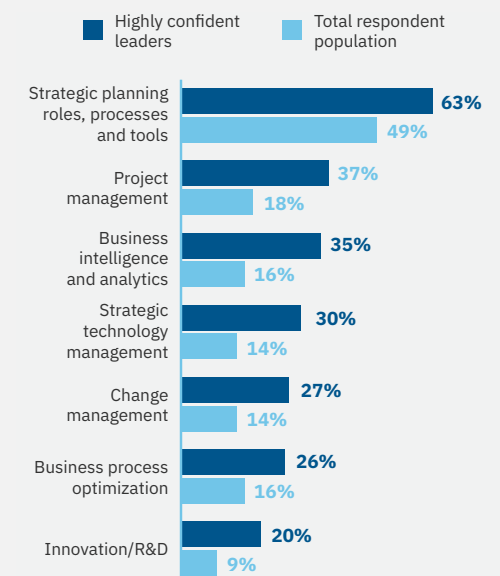 Highly confident
leaders
Total respondent
population
Strategic planning
roles, processes
and tools
63%
49%
Project
management
37%
18%
Business
intelligence
and analytics
35%
16%
Strategic
technology
management
30%
14%
Change
management
27%
14%
Business process
optimization
26%
16%
Innovation/R&D
20%
9%